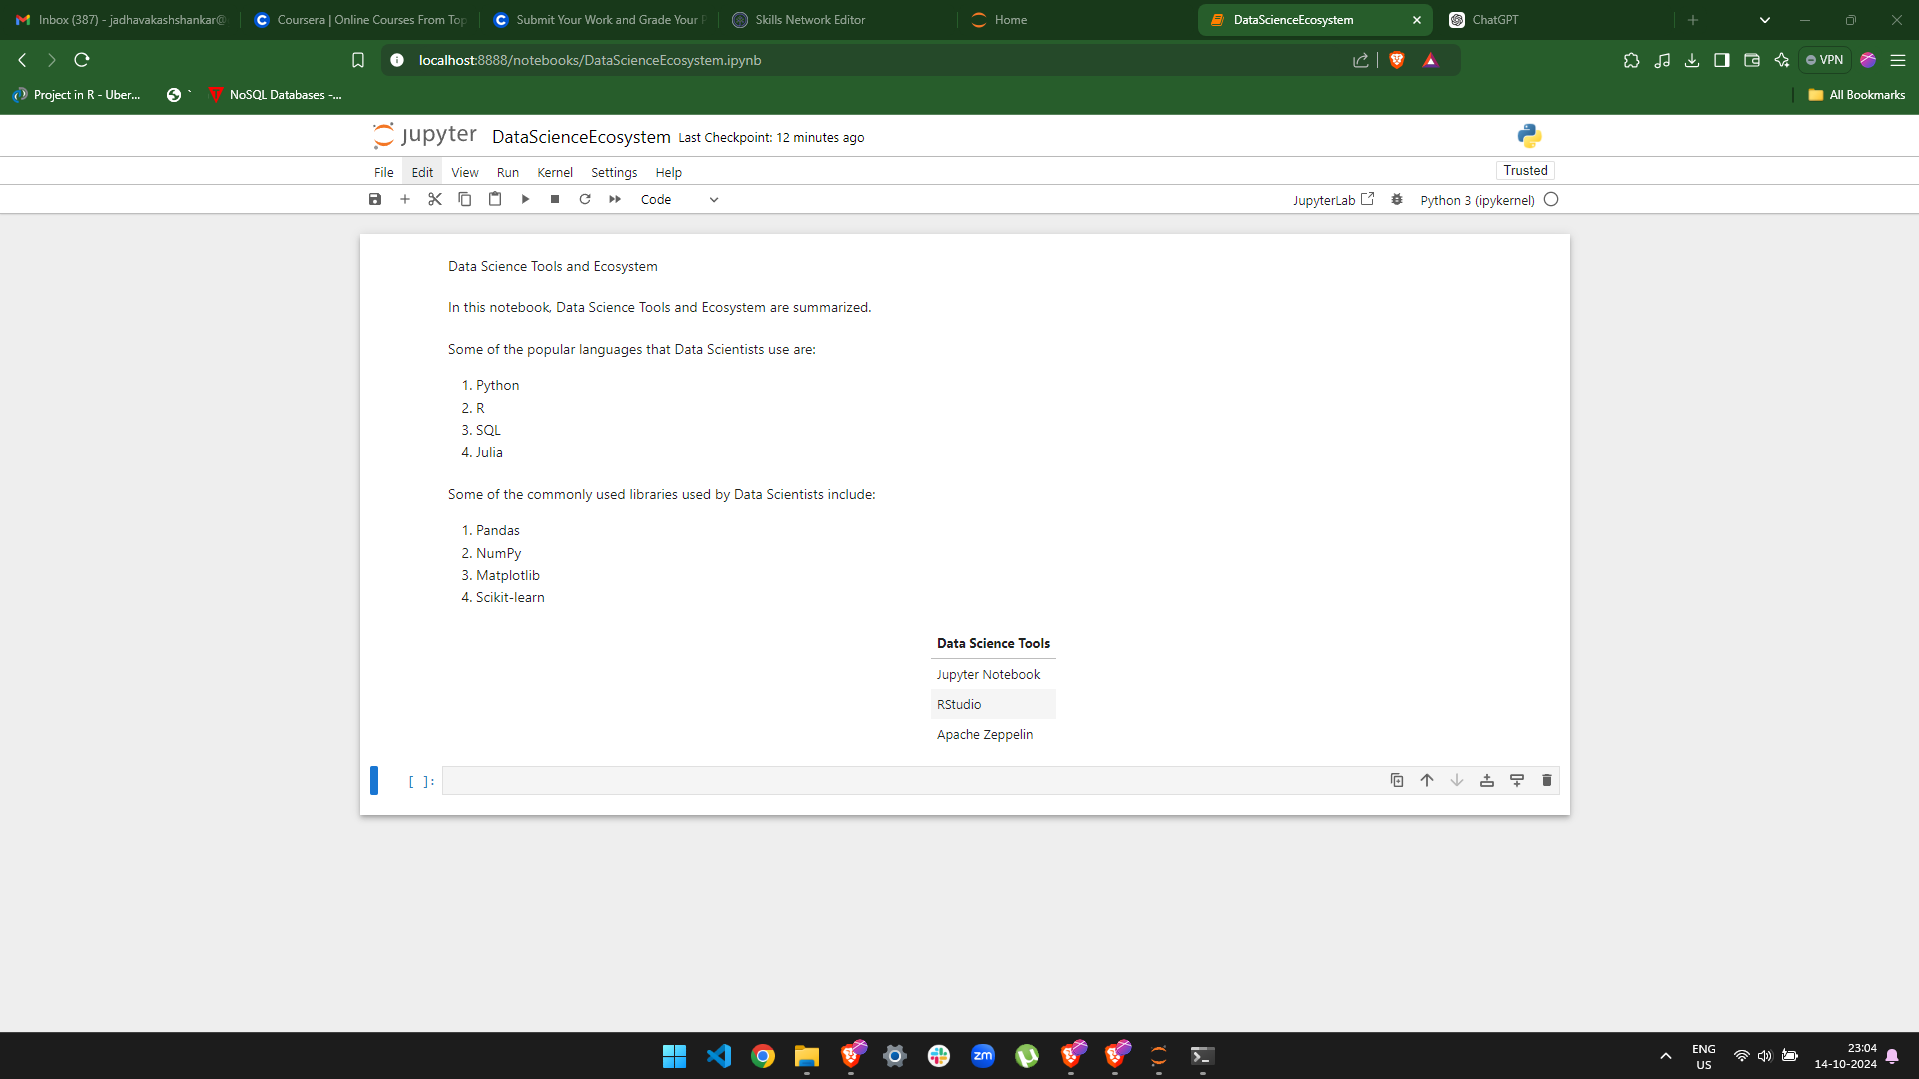 Inbox (387) - jadhavakashshankar@
Coursera | Online Courses From Top
Submit Your Work and Grade Your P
Skills Network Editor
Home
DataScienceEcosystem
ChatGPT
localhost:8888/notebooks/DataScienceEcosystem.ipynb
VPN
Project in R - Uber...
NoSQL Databases -...
All Bookmarks
jupyter DataScienceEcosystem Last Checkpoint: 12 minutes ago
File Edit View Run Kernel Settings Help
Trusted
Code
JupyterLab
Python 3 (ipykernel)
Data Science Tools and Ecosystem
In this notebook, Data Science Tools and Ecosystem are summarized.
Some of the popular languages that Data Scientists use are:
1. Python
2. R
3. SQL
4. Julia
Some of the commonly used libraries used by Data Scientists include:
1. Pandas
2. NumPy
3. Matplotlib
4. Scikit-learn
Data Science Tools
Jupyter Notebook
RStudio
Apache Zeppelin
[ ]:
zm
ENG
US
23:04
14-10-2024